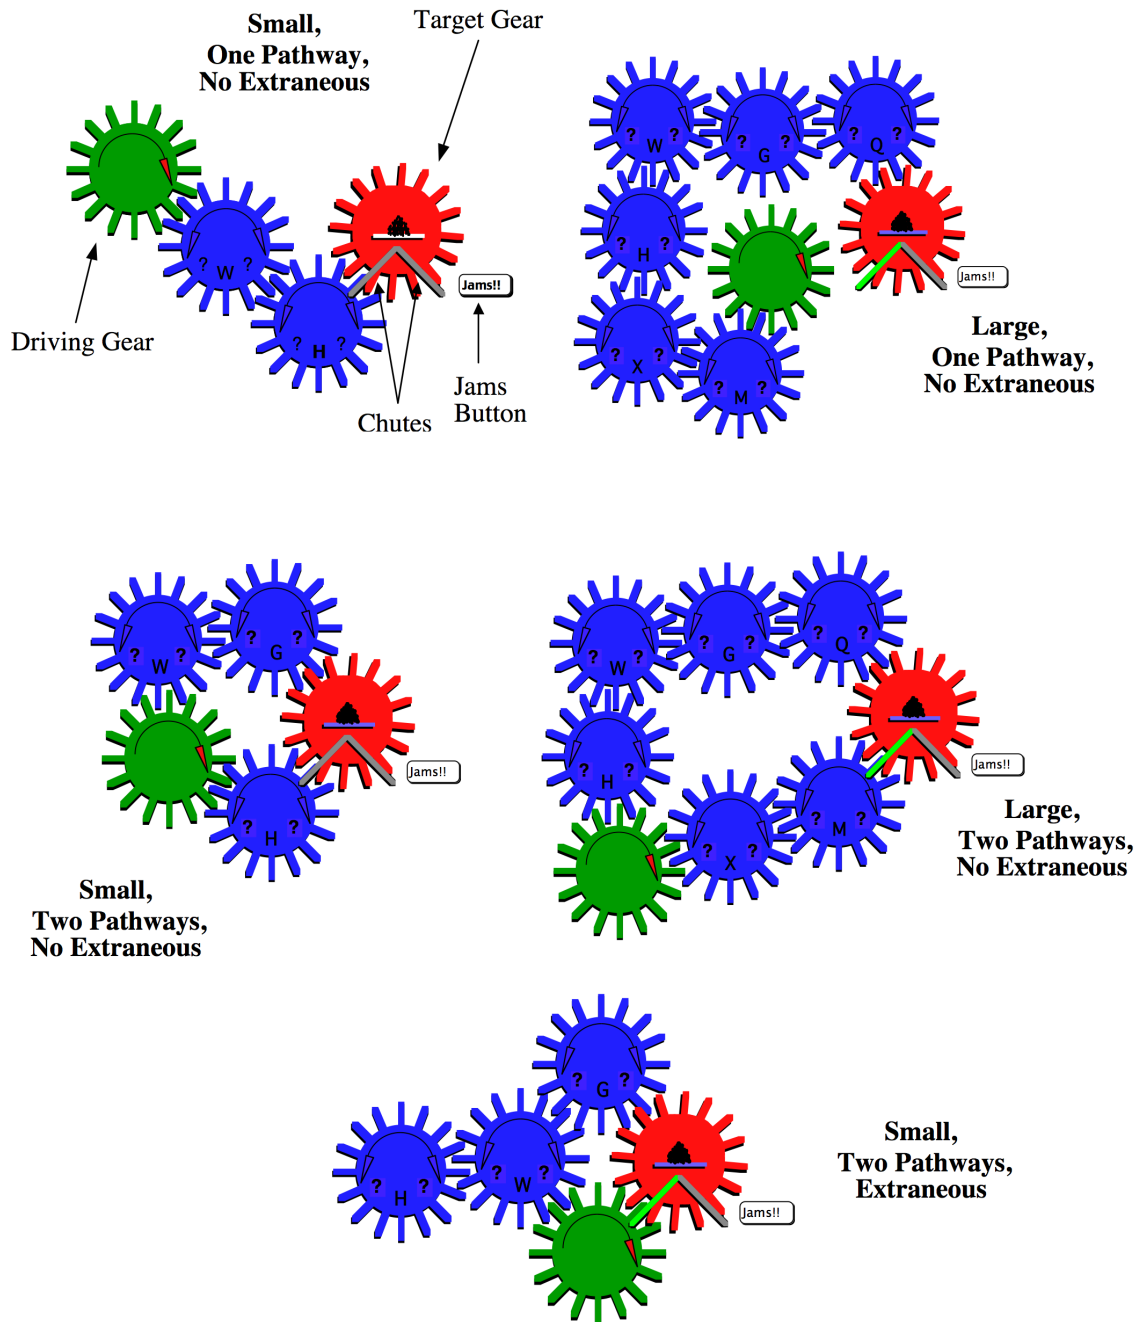 Small,
One Pathway,
No Extraneous
Target Gear
Driving Gear
? W ?
? H ?
Jams!!
Chutes
Jams
Button
? W ?
? G ?
? Q ?
? H ?
? X ?
? M ?
Jams!!
Large,
One Pathway,
No Extraneous
? W ?
? G ?
? H ?
Jams!!
Small,
Two Pathways,
No Extraneous
? W ?
? G ?
? Q ?
? H ?
? X ?
? M ?
Jams!!
Large,
Two Pathways,
No Extraneous
? G ?
? H ?
? W ?
Jams!!
Small,
Two Pathways,
Extraneous